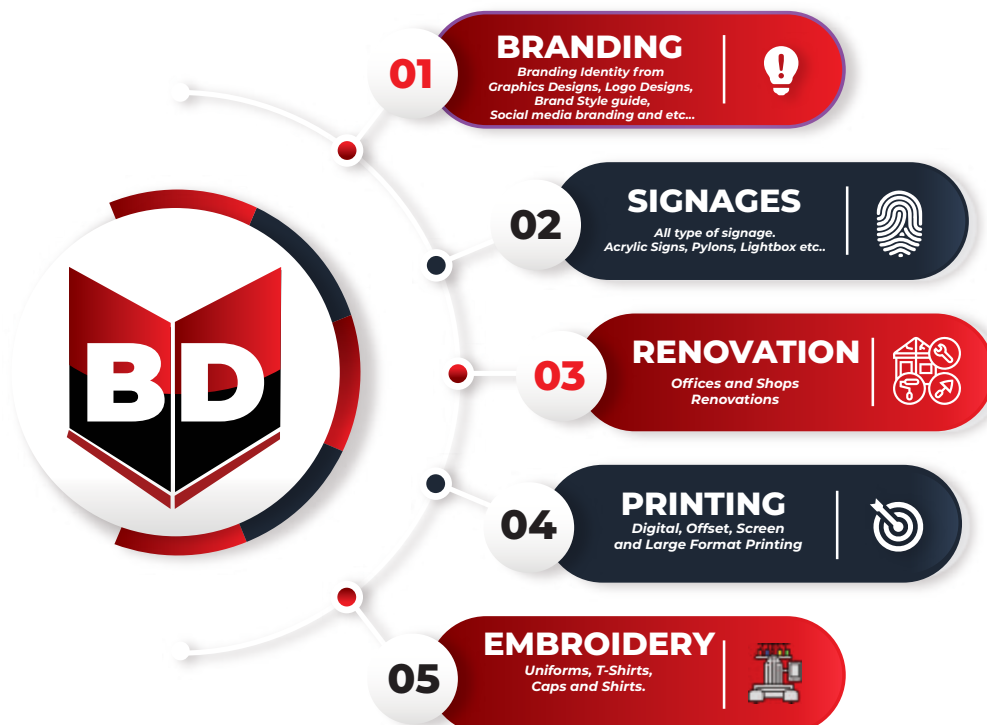 BD
01
BRANDING
Branding Identity from
Graphics Designs, Logo Designs,
Brand Style guide,
Social media branding and etc...
02
SIGNAGES
All type of signage.
Acrylic Signs, Pylons, Lightbox etc..
03
RENOVATION
Offices and Shops
Renovations
04
PRINTING
Digital, Offset, Screen
and Large Format Printing
05
EMBROIDERY
Uniforms, T-Shirts,
Caps and Shirts.